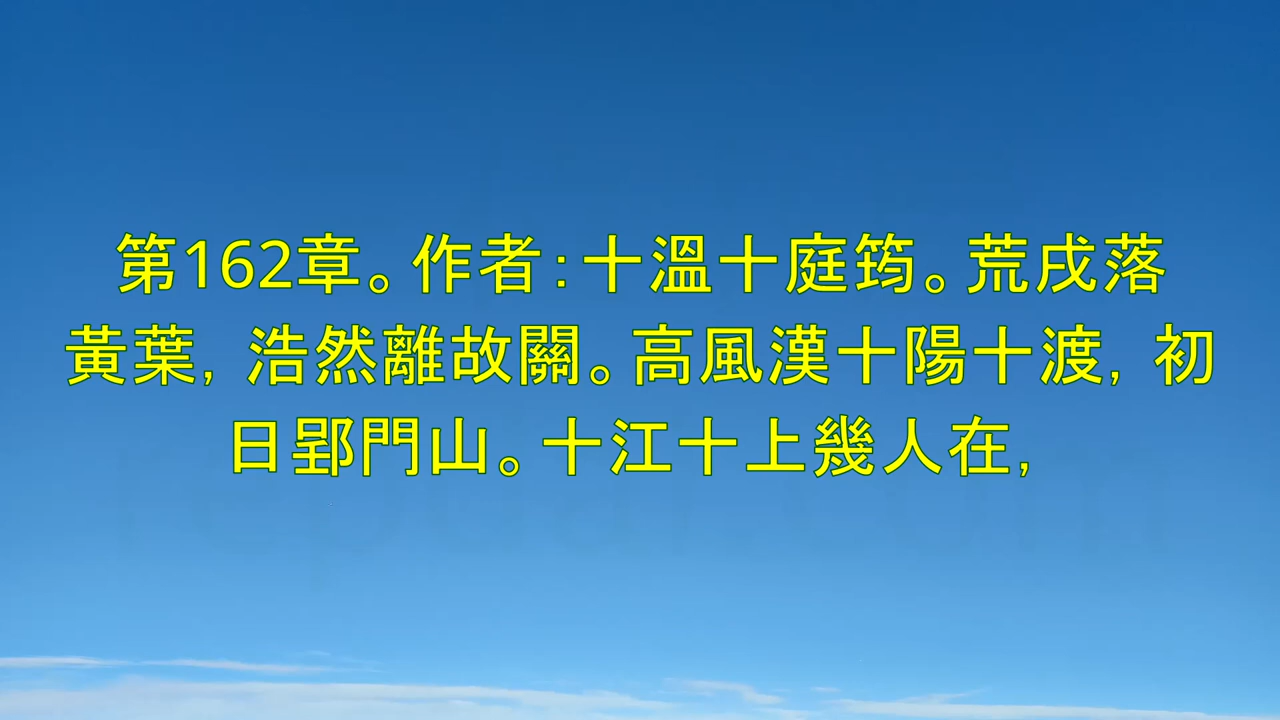 第162章。作者：十溫十庭筠。荒戌落
黃葉，浩然離故關。高風漢十陽十渡，初
日郢門山。十江十上幾人在，